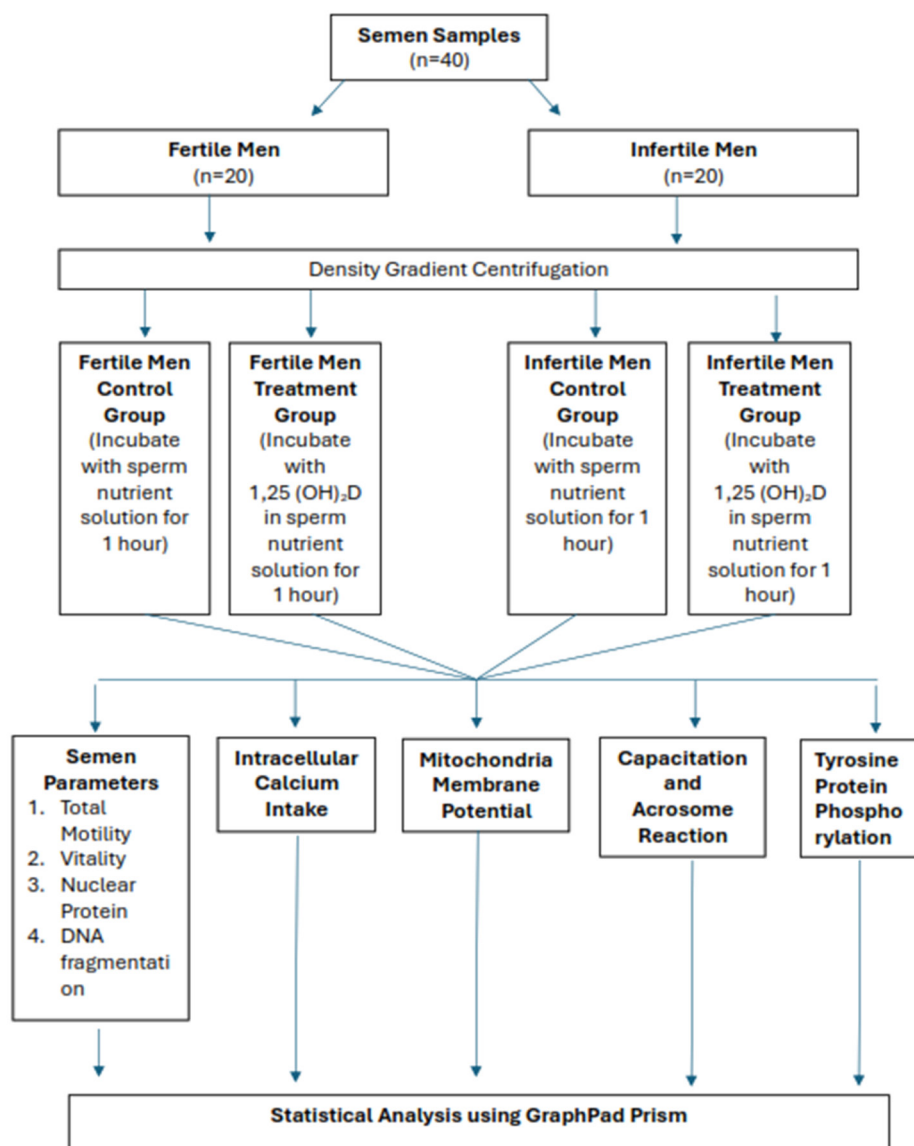 Semen Samples
(n=40)
Fertile Men
(n=20)
Infertile Men
(n=20)
Density Gradient Centrifugation
Fertile Men
Control
Group
(Incubate
with sperm
nutrient
solution for
1 hour)
Fertile Men
Treatment
Group
(Incubate
with
1,25 (OH)₂D
in sperm
nutrient
solution for
1 hour)
Infertile Men
Control
Group
(Incubate
with sperm
nutrient
solution for 1
hour)
Infertile Men
Treatment
Group
(Incubate
with
1,25 (OH)₂D
in sperm
nutrient
solution for 1
hour)
Semen
Parameters
1. Total
Motility
2. Vitality
3. Nuclear
Protein
4. DNA
fragmentati
on
Intracellular
Calcium
Intake
Mitochondria
Membrane
Potential
Capacitation
and
Acrosome
Reaction
Tyrosine
Protein
Phospho
rylation
Statistical Analysis using GraphPad Prism